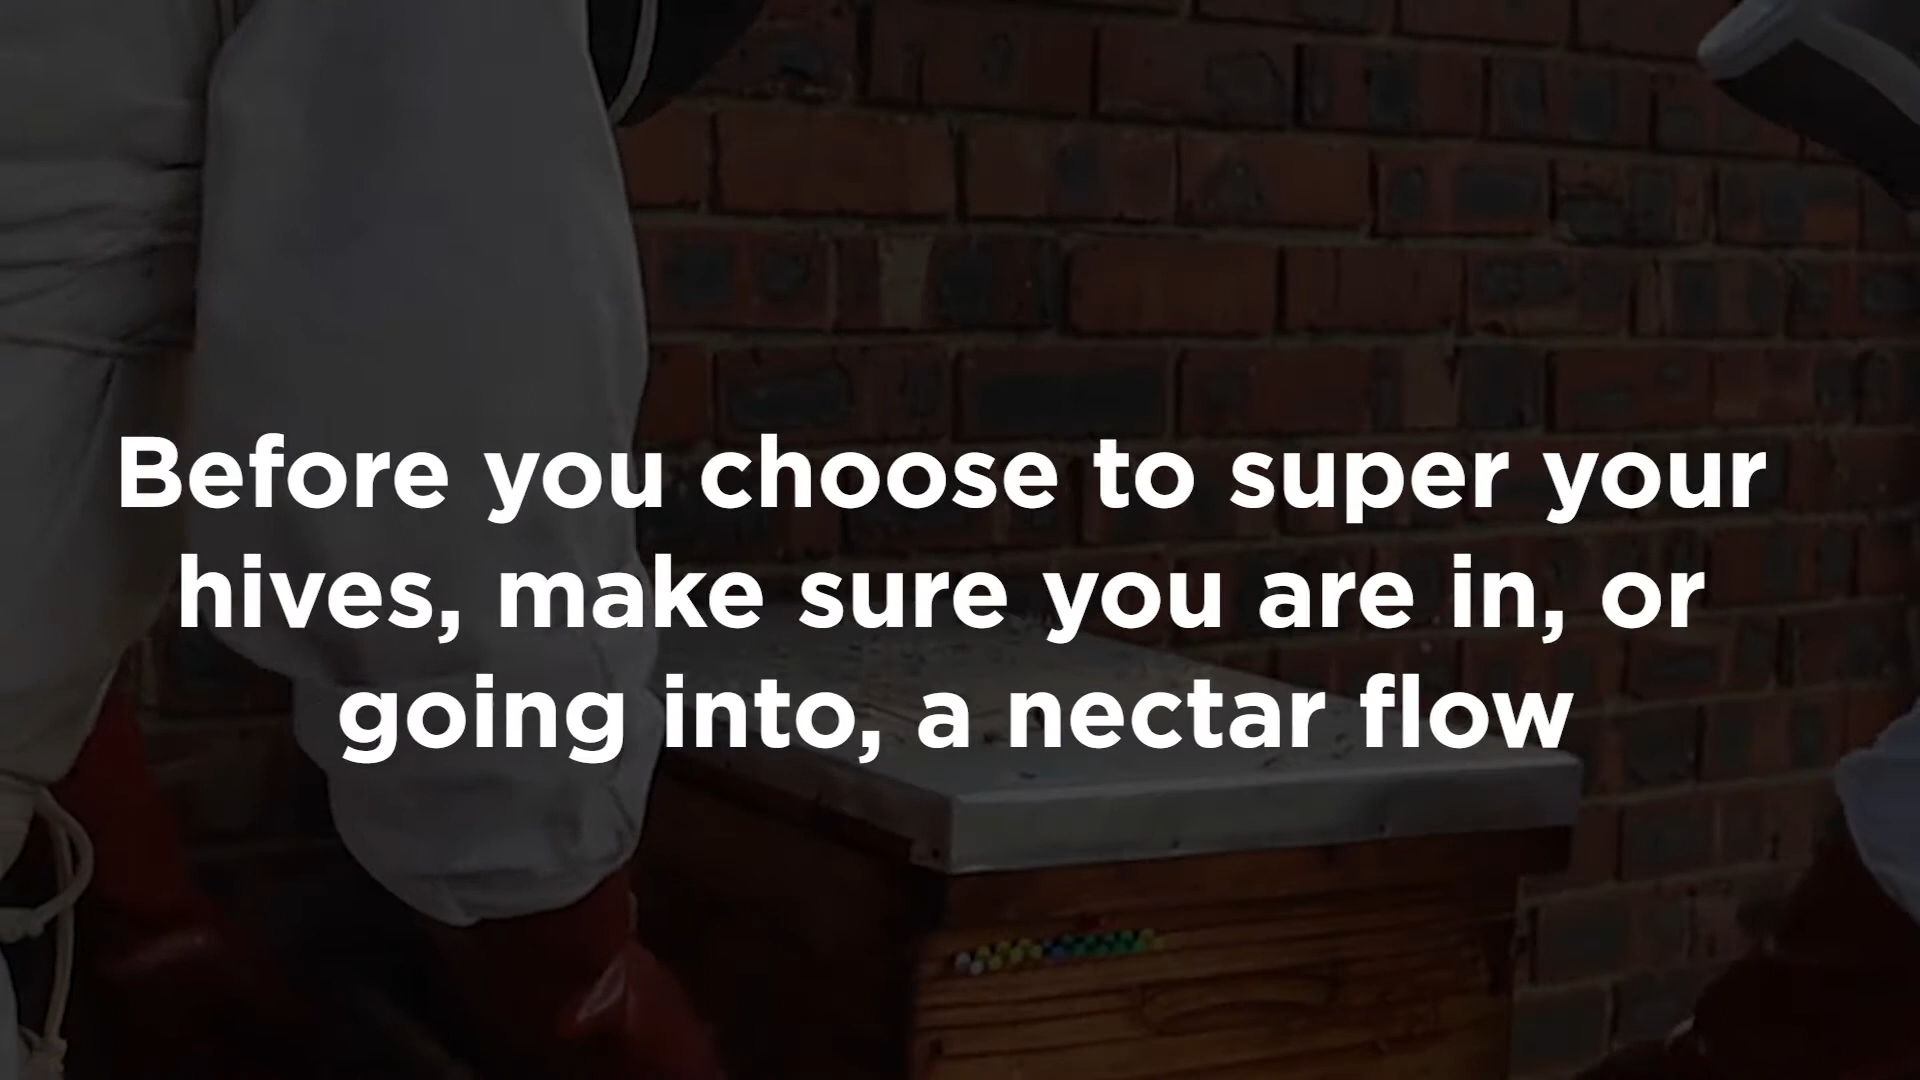 Before you choose to super your
hives, make sure you are in, or
going into, a nectar flow